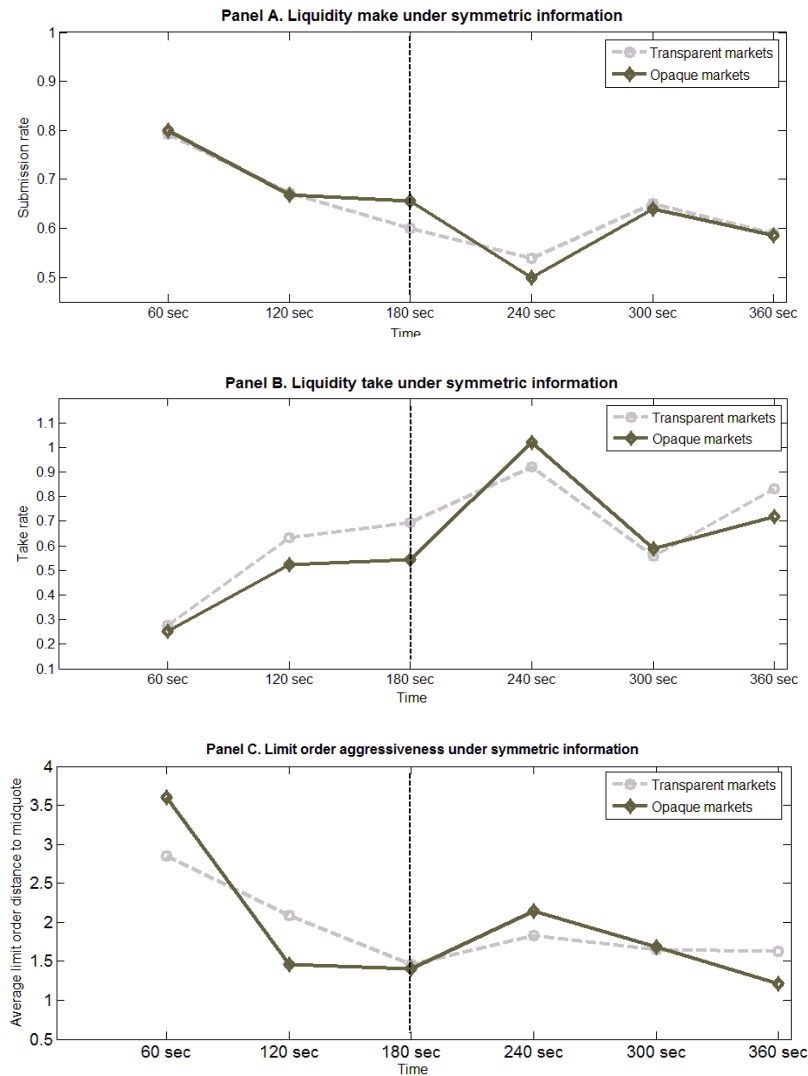 Panel A. Liquidity make under symmetric information
1
0.9
0.8
0.7
0.6
0.5
Submission rate
Transparent markets
Opaque markets
60 sec 120 sec 180 sec 240 sec 300 sec 360 sec
Time
Panel B. Liquidity take under symmetric information
1.1
1
0.9
0.8
0.7
0.6
0.5
0.4
0.3
0.2
0.1
Take rate
Transparent markets
Opaque markets
60 sec 120 sec 180 sec 240 sec 300 sec 360 sec
Time
Panel C. Limit order aggressiveness under symmetric information
4
3.5
3
2.5
2
1.5
1
0.5
Average limit order distance to midquote
Transparent markets
Opaque markets
60 sec 120 sec 180 sec 240 sec 300 sec 360 sec
Time